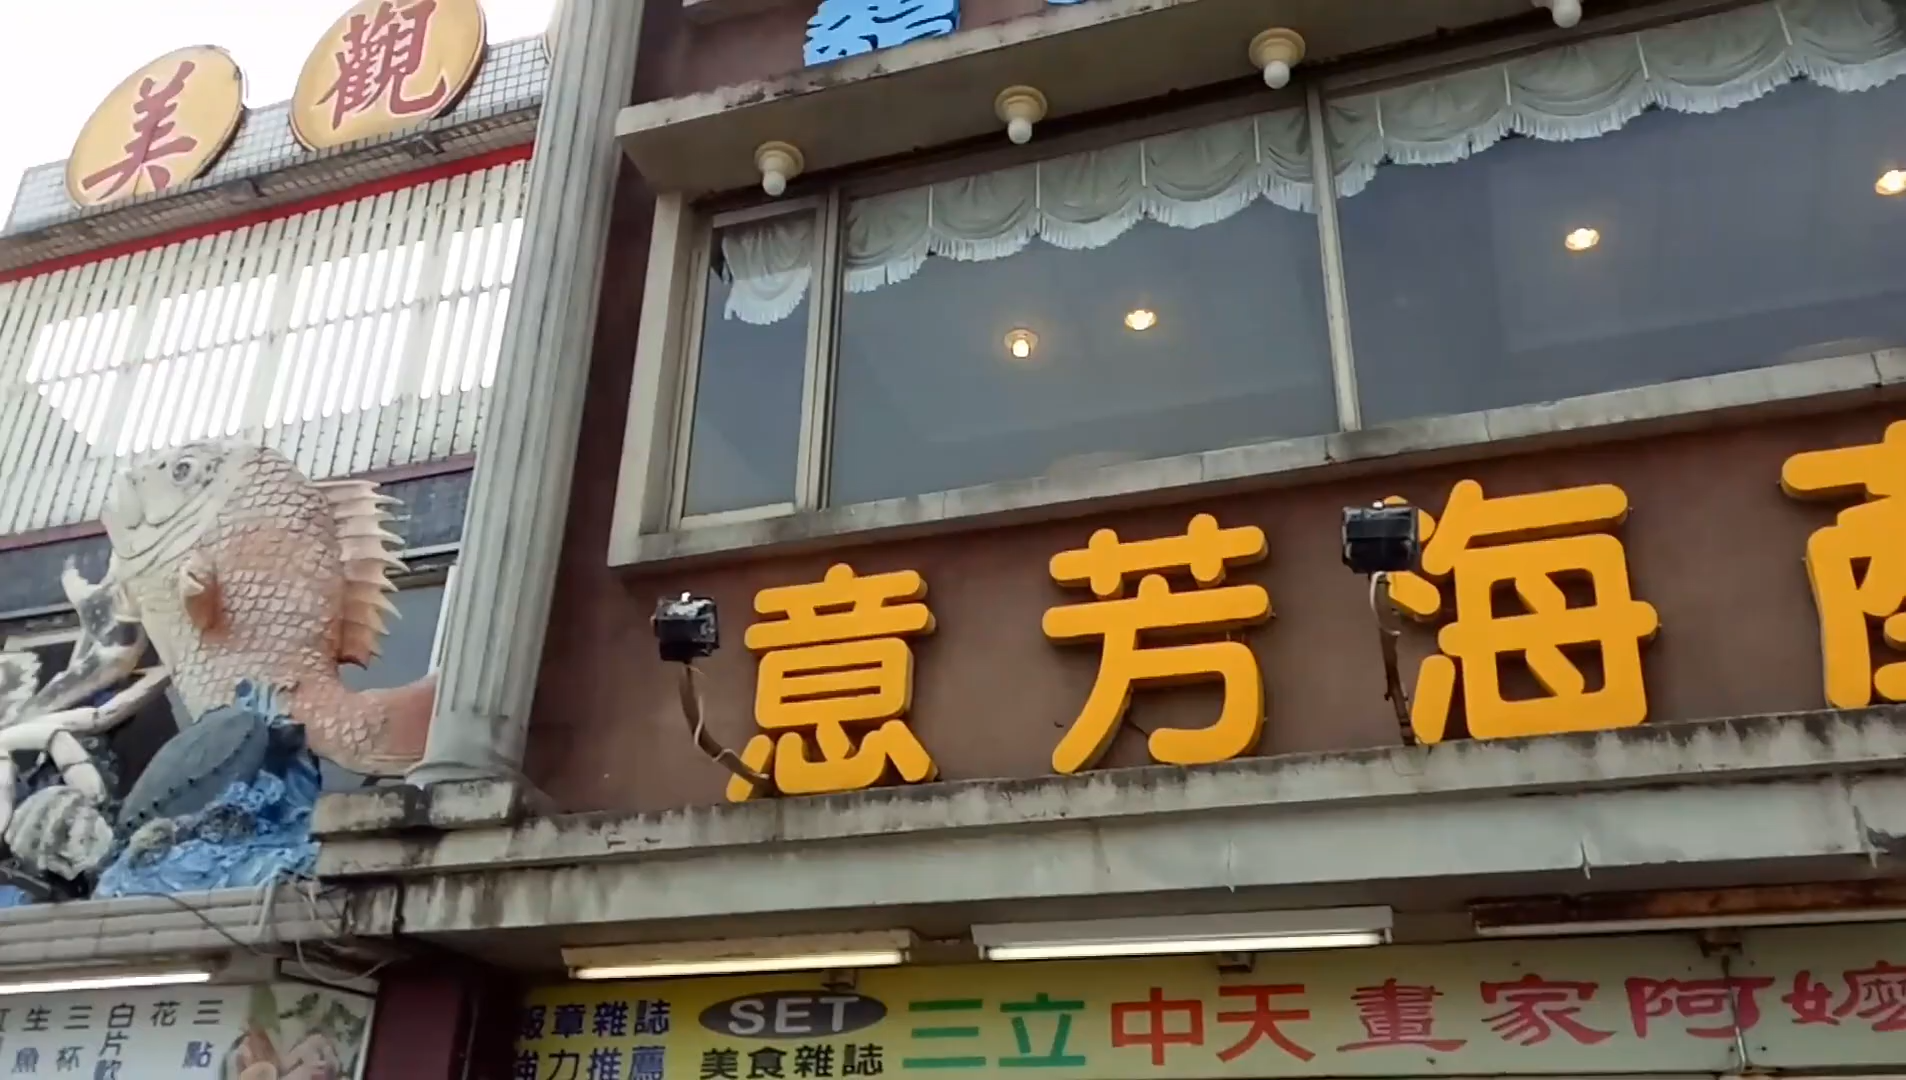 美觀
意芳海
報章雜誌
強力推薦
SET
美食雜誌
三立
中天
畫家阿嬤
生魚
三杯
白片軟
花
三點